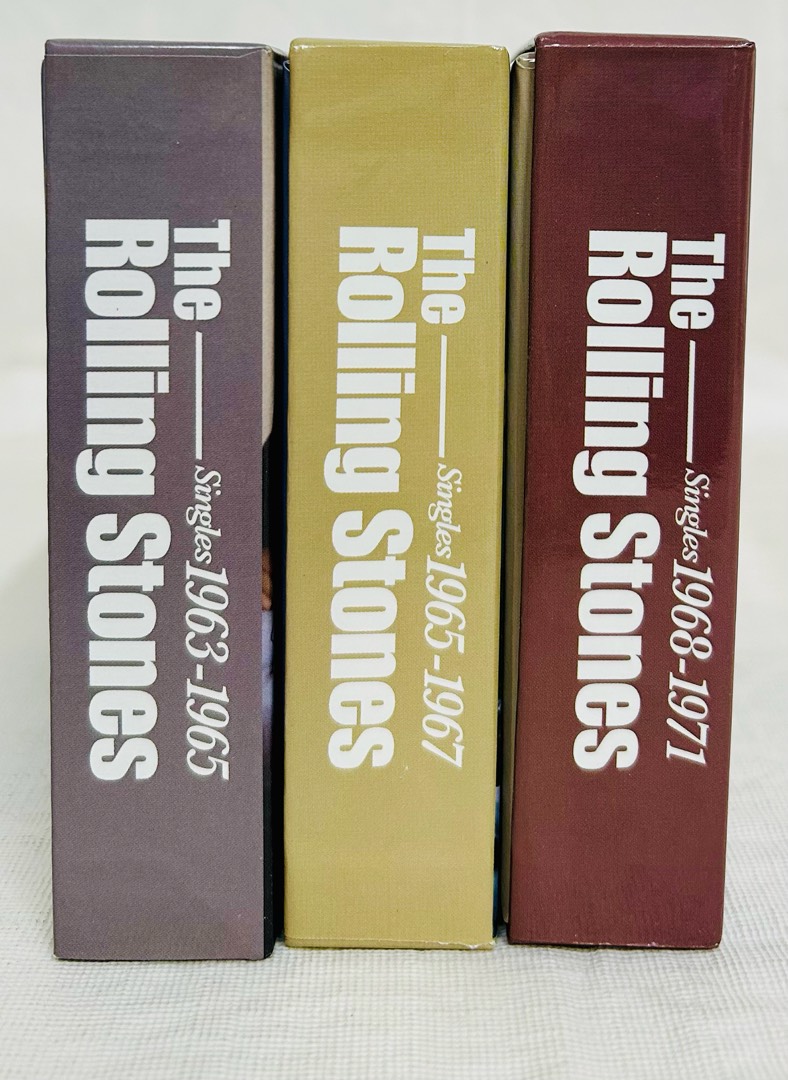 The
Rolling Stones
Singles 1963-1965
The
Rolling Stones
Singles 1965-1967
The
Rolling Stones
Singles 1968-1971